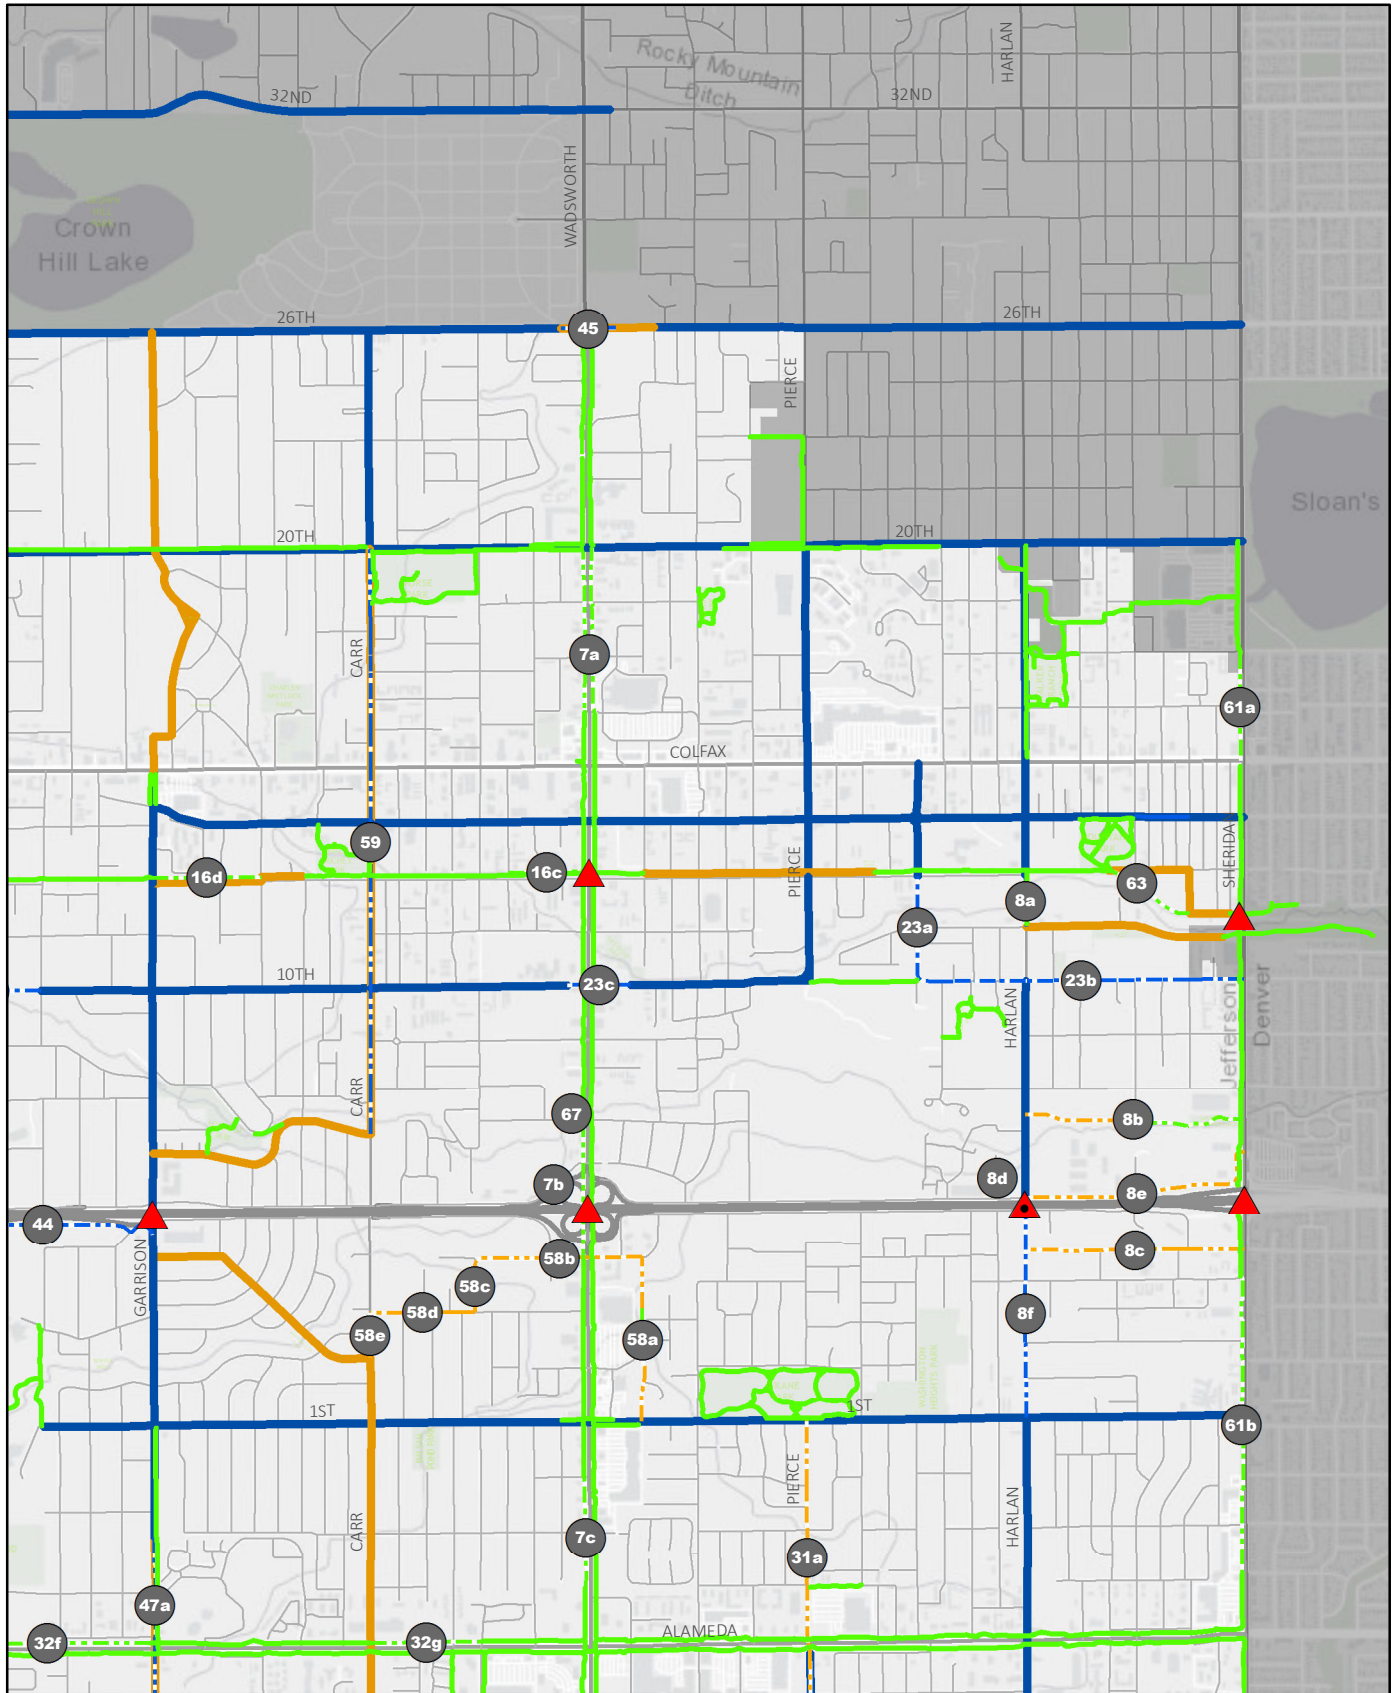 HARLAN
Rocky Mountain
Ditch
32ND
32ND
WADSWORTH
Crown
Hill Lake
26TH
26TH
45
PIERCE
Sloan's
20TH
20TH
CARR
7a
61a
COLFAX
59
SHERIDAN
16d
16c
PIERCE
63
8a
23a
10TH
23c
23b
HARLAN
Jefferson
Denver
CARR
67
8b
7b
8d
8e
44
GARRISON
58b
8c
58c
58d
8f
58e
58a
WASHINGTON
HEIGHTS PARK
1ST
1ST
61b
PIERCE
CARR
HARLAN
7c
31a
47a
32f
32g
ALAMEDA